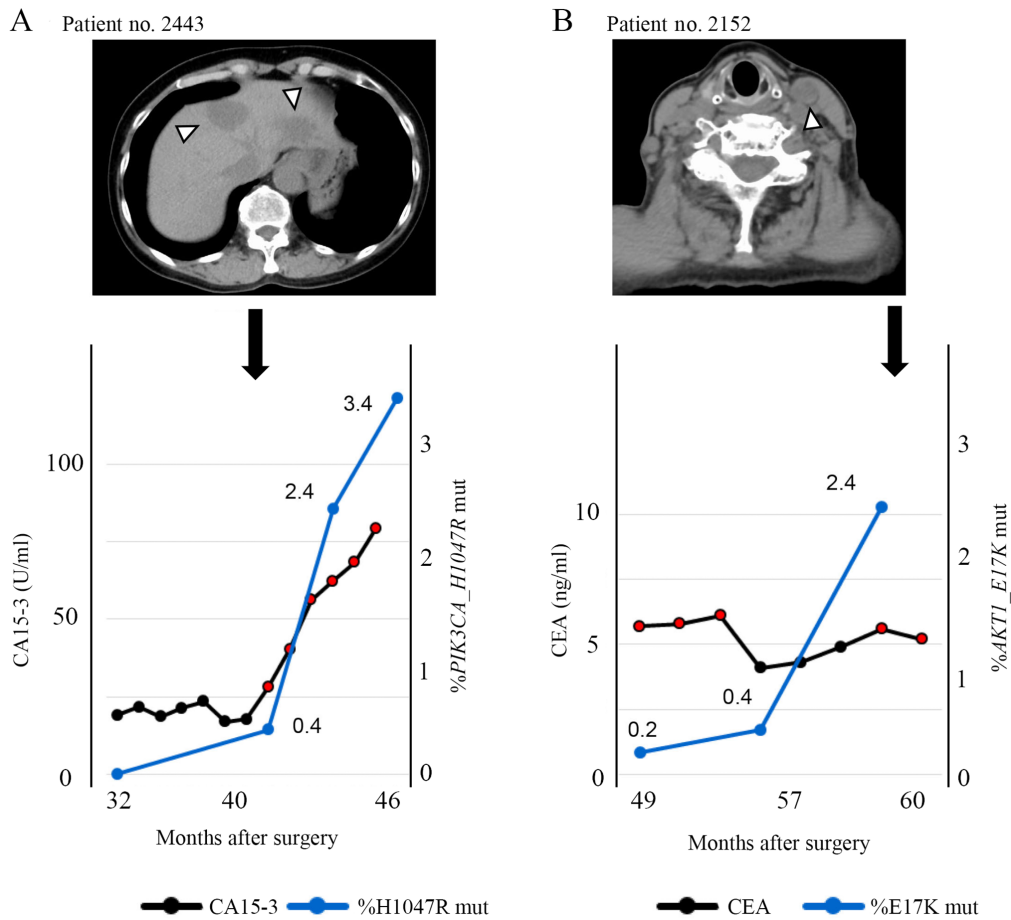 A Patient no. 2443
B Patient no. 2152
CA15-3 (U/ml)
100
50
0
3.4
2.4
0.4
3
2
1
0
%PIK3CA_H1047R mut
32 40 46
Months after surgery
CA15-3 %H1047R mut
CEA (ng/ml)
10
5
0
2.4
0.4
0.2
3
2
1
0
%AKT1_E17K mut
49 57 60
Months after surgery
CEA %E17K mut